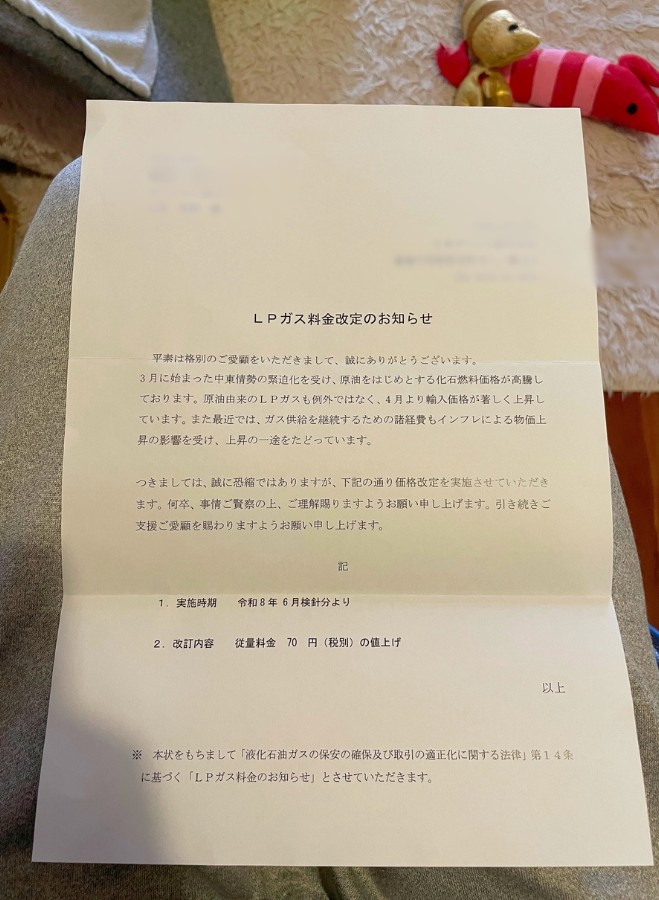 ＬＰガス料金改定のお知らせ
平素は格別のご愛顧をいただきまして、誠にありがとうございます。
３月に始まった中東情勢の緊迫化を受け、原油をはじめとする化石燃料価格が高騰し
ております。原油由来のＬＰガスも例外ではなく、４月より輸入価格が著しく上昇し
ています。また最近では、ガス供給を継続するための諸経費もインフレによる物価上
昇の影響を受け、上昇の一途をたどっています。
つきましては、誠に恐縮ではありますが、下記の通り価格改定を実施させていただき
ます。何卒、事情ご賢察の上、ご理解賜りますようお願い申し上げます。引き続きご
支援ご愛顧を賜わりますようお願い申し上げます。
記
１．実施時期　令和８年６月検針分より
２．改訂内容　従量料金　70　円（税別）の値上げ
以上
※　本状をもちまして「液化石油ガスの保安の確保及び取引の適正化に関する法律」第１４条
に基づく「ＬＰガス料金のお知らせ」とさせていただきます。